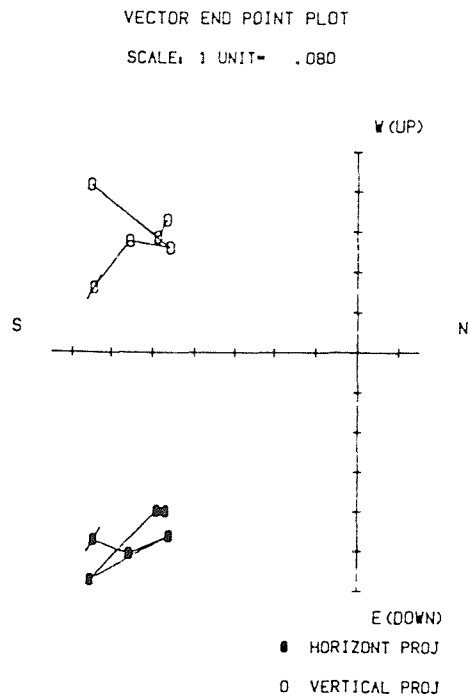 VECTOR END POINT PLOT
SCALE: 1 UNIT= .080
W (UP)
S
N
E (DOWN)
HORIZONT PROJ
VERTICAL PROJ